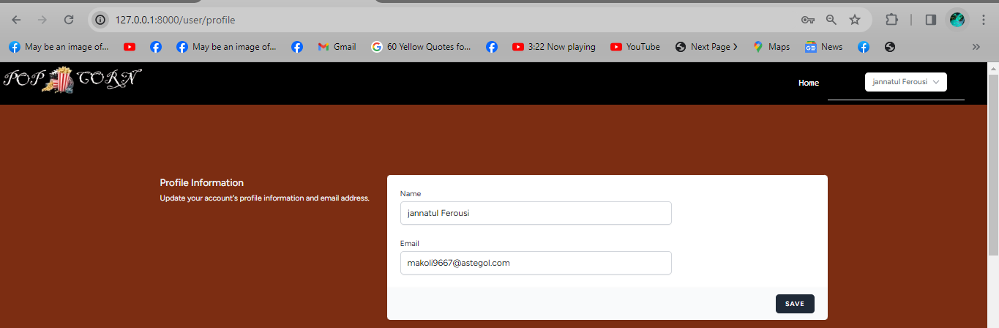 127.0.0.1:8000/user/profile
May be an image of... May be an image of... Gmail 60 Yellow Quotes fo... 3:22 Now playing YouTube Next Page Maps News
POP CORN
Home jannatul Ferousi
Profile Information
Update your account's profile information and email address.
Name
jannatul Ferousi
Email
makoli9667@astegol.com
SAVE